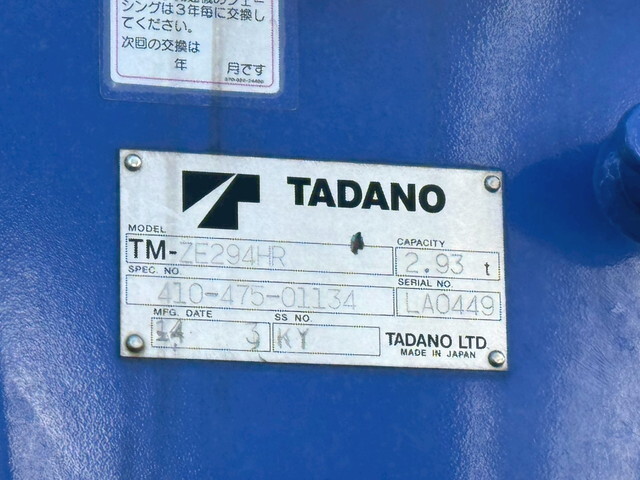 シングは３年毎に交換し
てください。
次回の交換は
年 月です
TADANO
MODEL
TM-ZE294HR
CAPACITY
2.93 t
SPEC. NO.
410-475-01134
SERIAL NO.
LA0449
MFG. DATE
14 3
SS NO.
KY
TADANO LTD.
MADE IN JAPAN